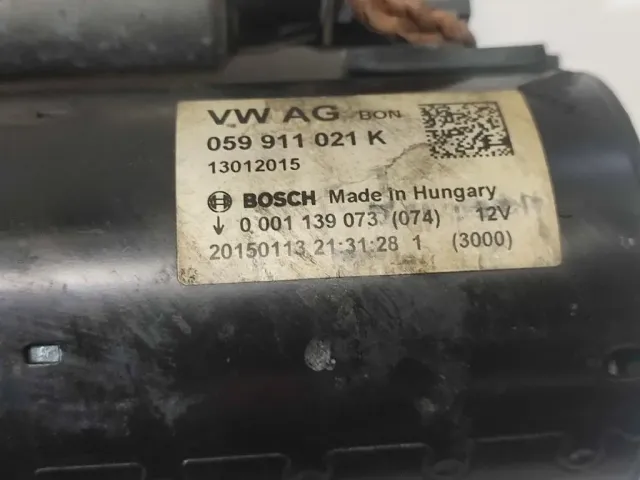 VW AG BON
059 911 021 K
13012015
BOSCH Made in Hungary
↓ 0 001 139 073 (074) 12V
20150113 21:31:28 1 (3000)